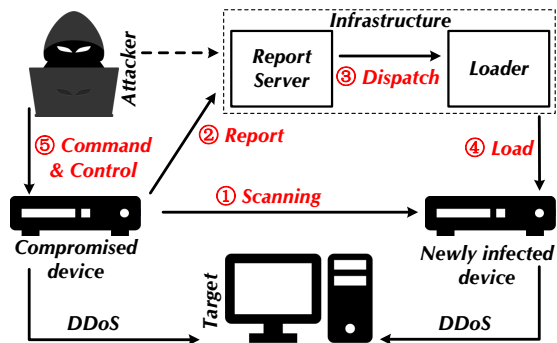 Infrastructure
Attacker
Report
Server
③ Dispatch
Loader
⑤ Command
& Control
② Report
④ Load
① Scanning
Compromised
device
Newly infected
device
Target
DDoS
DDoS